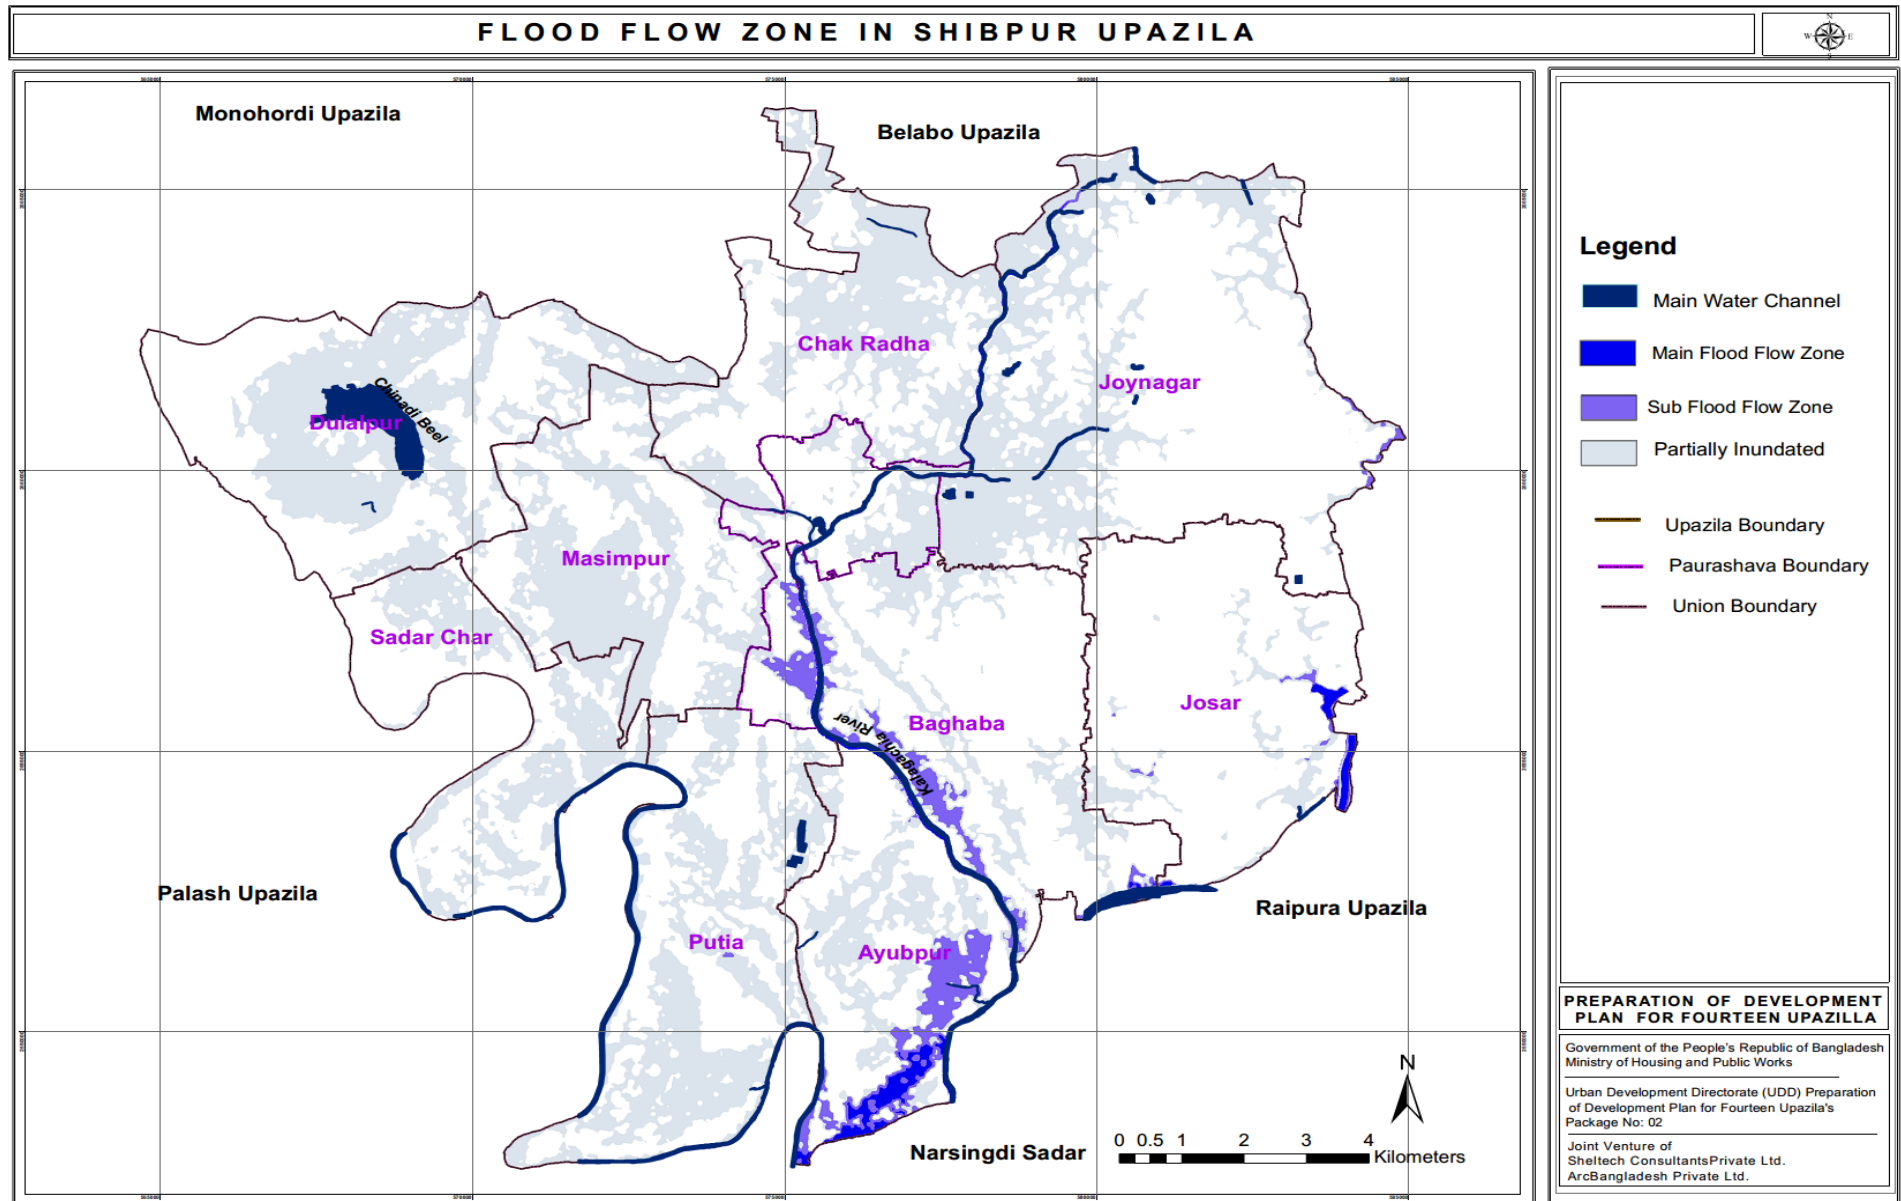 FLOOD FLOW ZONE IN SHIBPUR UPAZILA
N
W E
S
Monohordi Upazila
Belabo Upazila
Chak Radha
Joynagar
Chinadi Beel
Dulalpur
Masimpur
Sadar Char
Josar
Baghaba
Kalagachia River
Palash Upazila
Raipura Upazila
Putia
Ayubpur
Narsingdi Sadar
N
0 0.5 1 2 3 4
Kilometers
Legend
Main Water Channel
Main Flood Flow Zone
Sub Flood Flow Zone
Partially Inundated
Upazila Boundary
Paurashava Boundary
Union Boundary
PREPARATION OF DEVELOPMENT
PLAN FOR FOURTEEN UPAZILLA
Government of the People's Republic of Bangladesh
Ministry of Housing and Public Works
Urban Development Directorate (UDD) Preparation
of Development Plan for Fourteen Upazila's
Package No: 02
Joint Venture of
Sheltech ConsultantsPrivate Ltd.
ArcBangladesh Private Ltd.